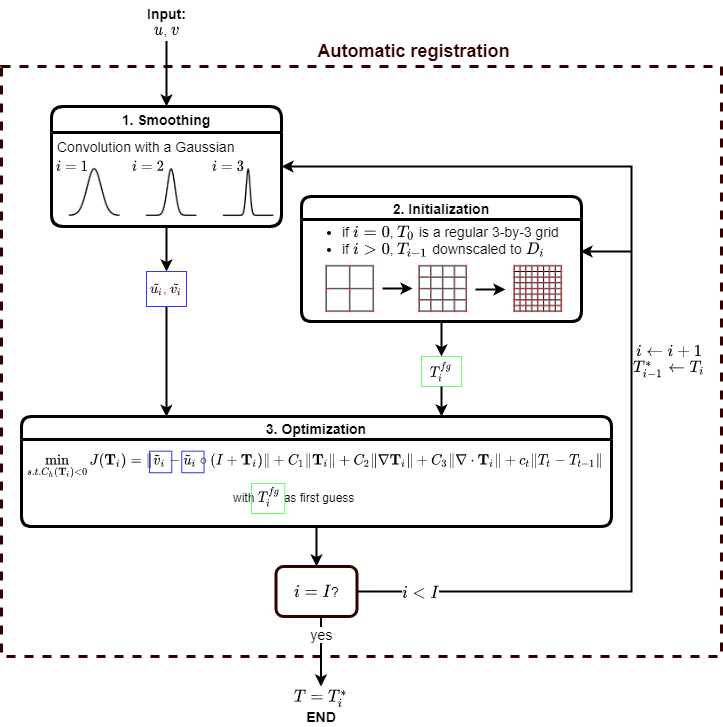 Input:
u, v
Automatic registration
1. Smoothing
Convolution with a Gaussian
i = 1 i = 2 i = 3
2. Initialization
• if i = 0, T_0 is a regular 3-by-3 grid
• if i > 0, T_{i-1} downscaled to D_i
ũ_i, ṽ_i
T_i^{fg}
i ← i + 1
T^*_{i-1} ← T_i
3. Optimization
min_{s.t.C_h(𝐓_i)<0} J(𝐓_i) = ‖ṽ_i − ũ_i ∘ (I + 𝐓_i)‖ + C_1‖𝐓_i‖ + C_2‖∇𝐓_i‖ + C_3‖∇ · 𝐓_i‖ + c_t‖T_t − T_{t−1}‖
with T_i^{fg} as first guess
i = I?
i < I
yes
T = T_i^*
END